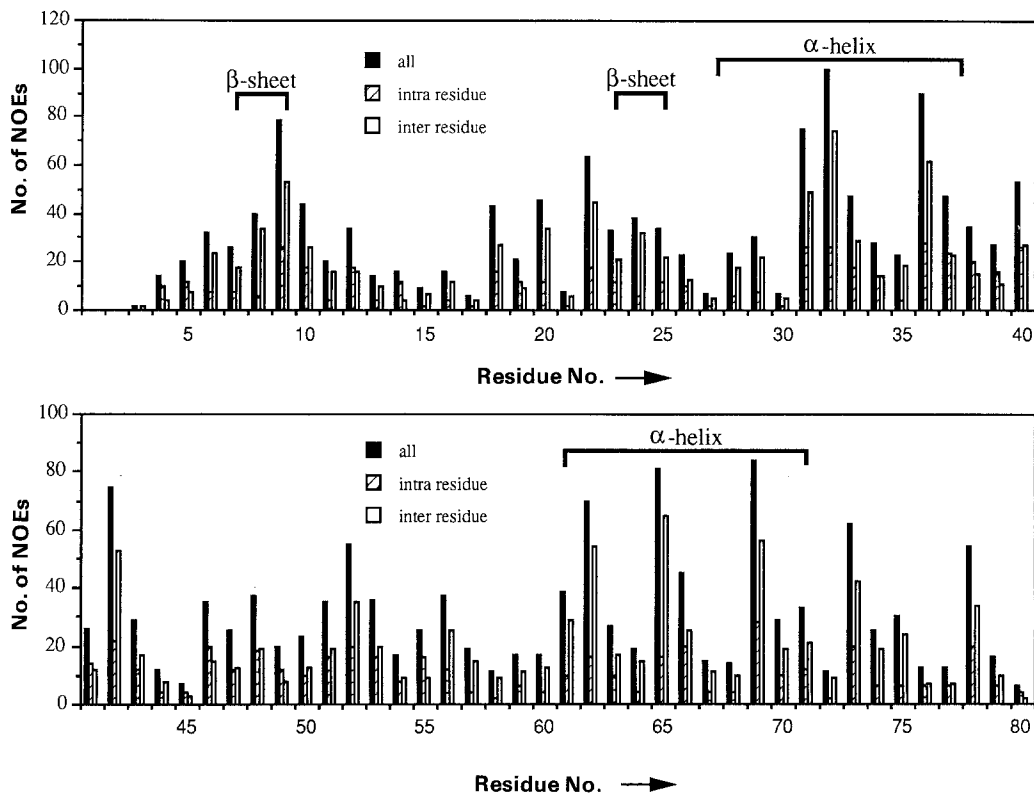 120
100
80
60
40
20
0
No. of NOEs
all
intra residue
inter residue
β-sheet
β-sheet
α-helix
5 10 15 20 25 30 35 40
Residue No.
100
80
60
40
20
0
No. of NOEs
all
intra residue
inter residue
α-helix
45 50 55 60 65 70 75 80
Residue No.